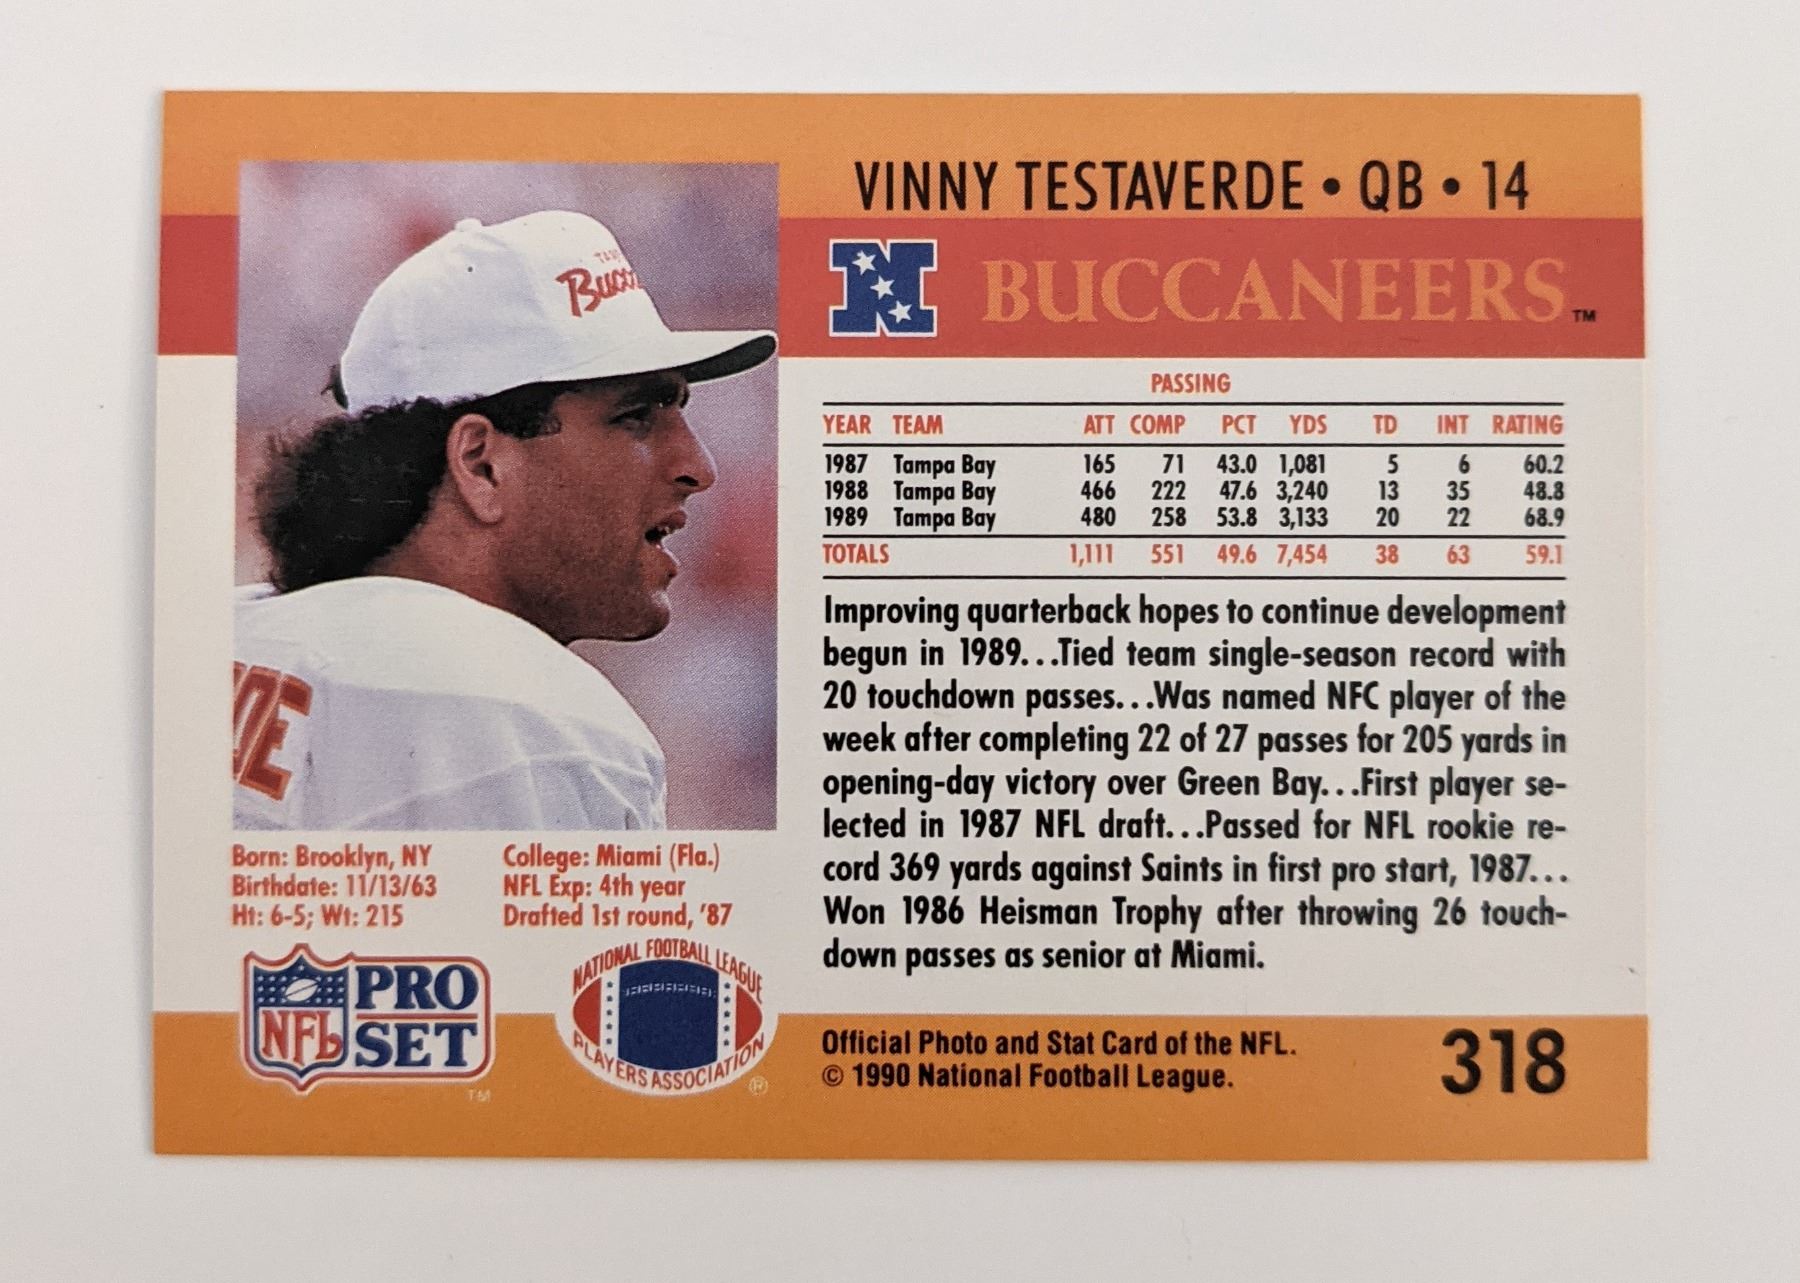 VINNY TESTAVERDE • QB • 14
BUCCANEERS™
PASSING
YEAR TEAM ATT COMP PCT YDS TD INT RATING
1987 Tampa Bay 165 71 43.0 1,081 5 6 60.2
1988 Tampa Bay 466 222 47.6 3,240 13 35 48.8
1989 Tampa Bay 480 258 53.8 3,133 20 22 68.9
TOTALS 1,111 551 49.6 7,454 38 63 59.1
Improving quarterback hopes to continue development
begun in 1989...Tied team single-season record with
20 touchdown passes...Was named NFC player of the
week after completing 22 of 27 passes for 205 yards in
opening-day victory over Green Bay...First player se-
lected in 1987 NFL draft...Passed for NFL rookie re-
cord 369 yards against Saints in first pro start, 1987...
Won 1986 Heisman Trophy after throwing 26 touch-
down passes as senior at Miami.
Born: Brooklyn, NY
Birthdate: 11/13/63
Ht: 6-5; Wt: 215
College: Miami (Fla.)
NFL Exp: 4th year
Drafted 1st round, '87
NFL
PRO
SET
™
NATIONAL FOOTBALL LEAGUE
PLAYERS ASSOCIATION
®
Official Photo and Stat Card of the NFL.
© 1990 National Football League.
318